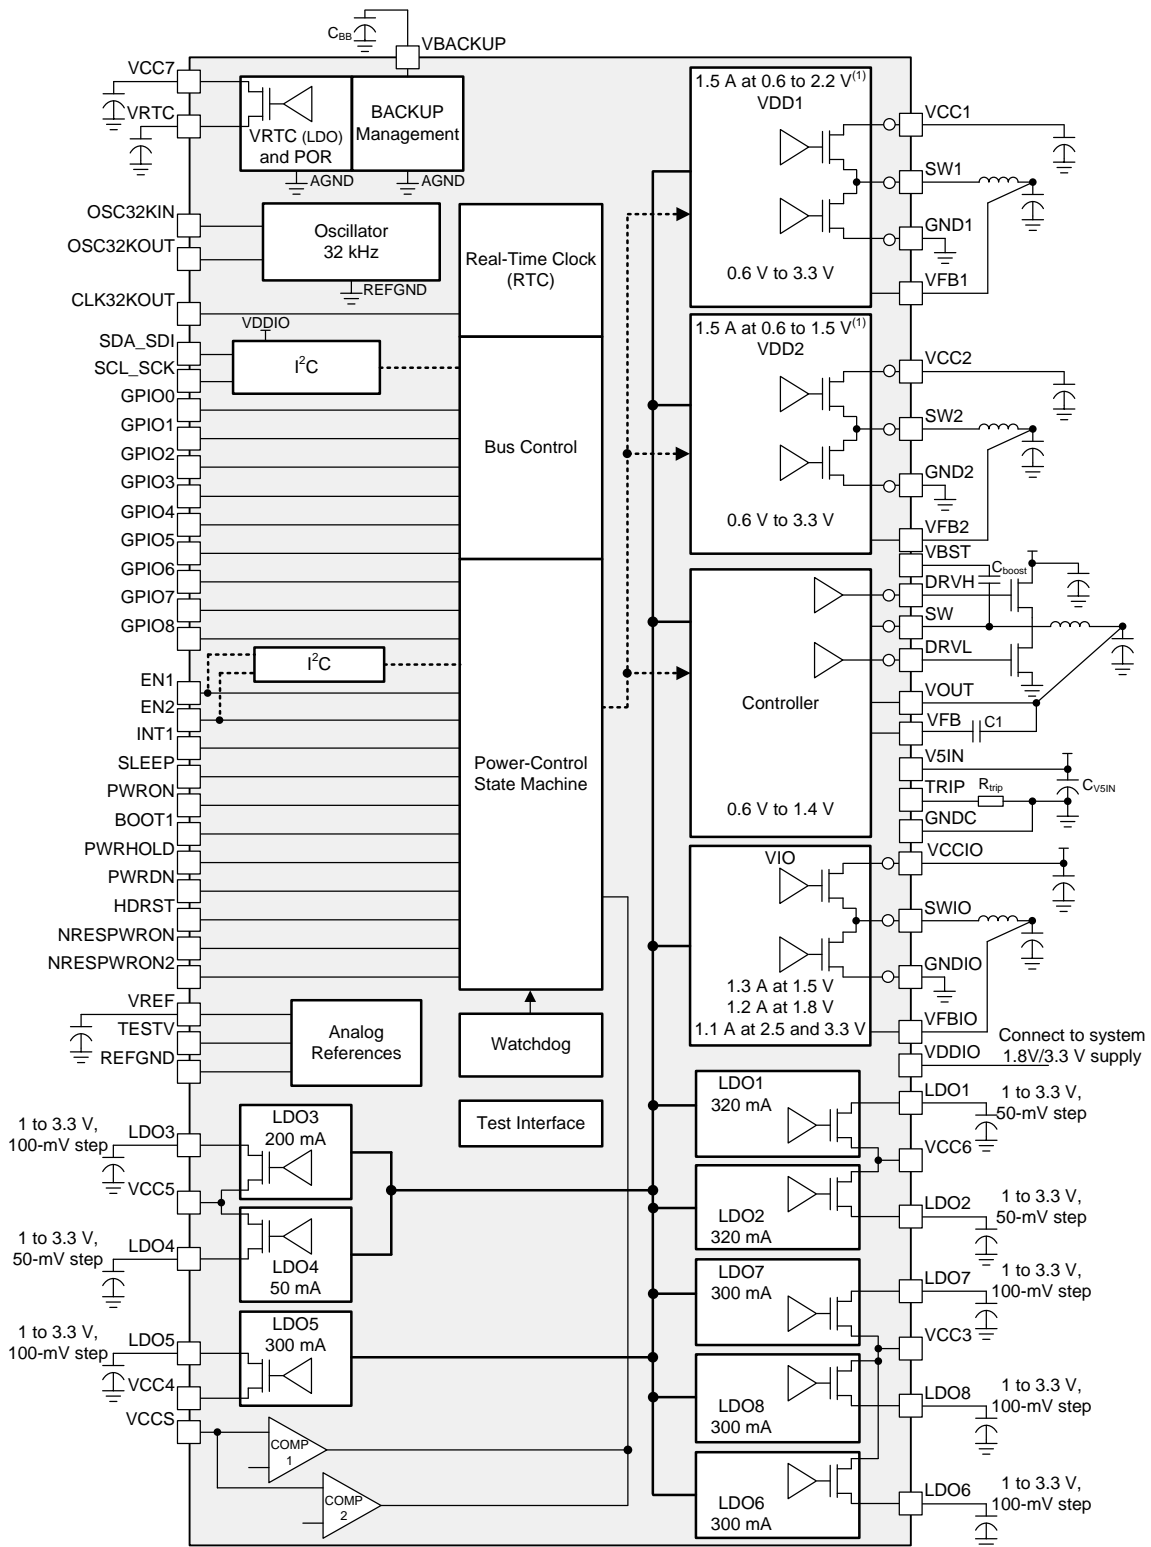 C_BB
VBACKUP
VCC7
VRTC
VRTC (LDO)
and POR
BACKUP
Management
AGND
AGND
OSC32KIN
OSC32KOUT
Oscillator
32 kHz
REFGND
CLK32KOUT
Real-Time Clock
(RTC)
VDDIO
SDA_SDI
SCL_SCK
I²C
GPIO0
GPIO1
GPIO2
GPIO3
GPIO4
GPIO5
GPIO6
GPIO7
GPIO8
Bus Control
I²C
EN1
EN2
INT1
SLEEP
PWRON
BOOT1
PWRHOLD
PWRDN
HDRST
NRESPWRON
NRESPWRON2
Power-Control
State Machine
VREF
TESTV
REFGND
Analog
References
Watchdog
Test Interface
1 to 3.3 V,
100-mV step
LDO3
LDO3
200 mA
VCC5
1 to 3.3 V,
50-mV step
LDO4
LDO4
50 mA
1 to 3.3 V,
100-mV step
LDO5
LDO5
300 mA
VCC4
VCCS
COMP
1
COMP
2
1.5 A at 0.6 to 2.2 V(1)
VDD1
0.6 V to 3.3 V
VCC1
SW1
GND1
VFB1
1.5 A at 0.6 to 1.5 V(1)
VDD2
0.6 V to 3.3 V
VCC2
SW2
GND2
VFB2
VBST
C_boost
DRVH
SW
DRVL
VOUT
VFB
C1
Controller
0.6 V to 1.4 V
V5IN
TRIP
R_trip
C_V5IN
GNDC
VIO
1.3 A at 1.5 V
1.2 A at 1.8 V
1.1 A at 2.5 and 3.3 V
VCCIO
SWIO
GNDIO
VFBIO
VDDIO
Connect to system
1.8V/3.3 V supply
LDO1
320 mA
LDO1
1 to 3.3 V,
50-mV step
VCC6
LDO2
320 mA
LDO2
1 to 3.3 V,
50-mV step
LDO7
300 mA
LDO7
1 to 3.3 V,
100-mV step
VCC3
LDO8
300 mA
LDO8
1 to 3.3 V,
100-mV step
LDO6
300 mA
LDO6
1 to 3.3 V,
100-mV step